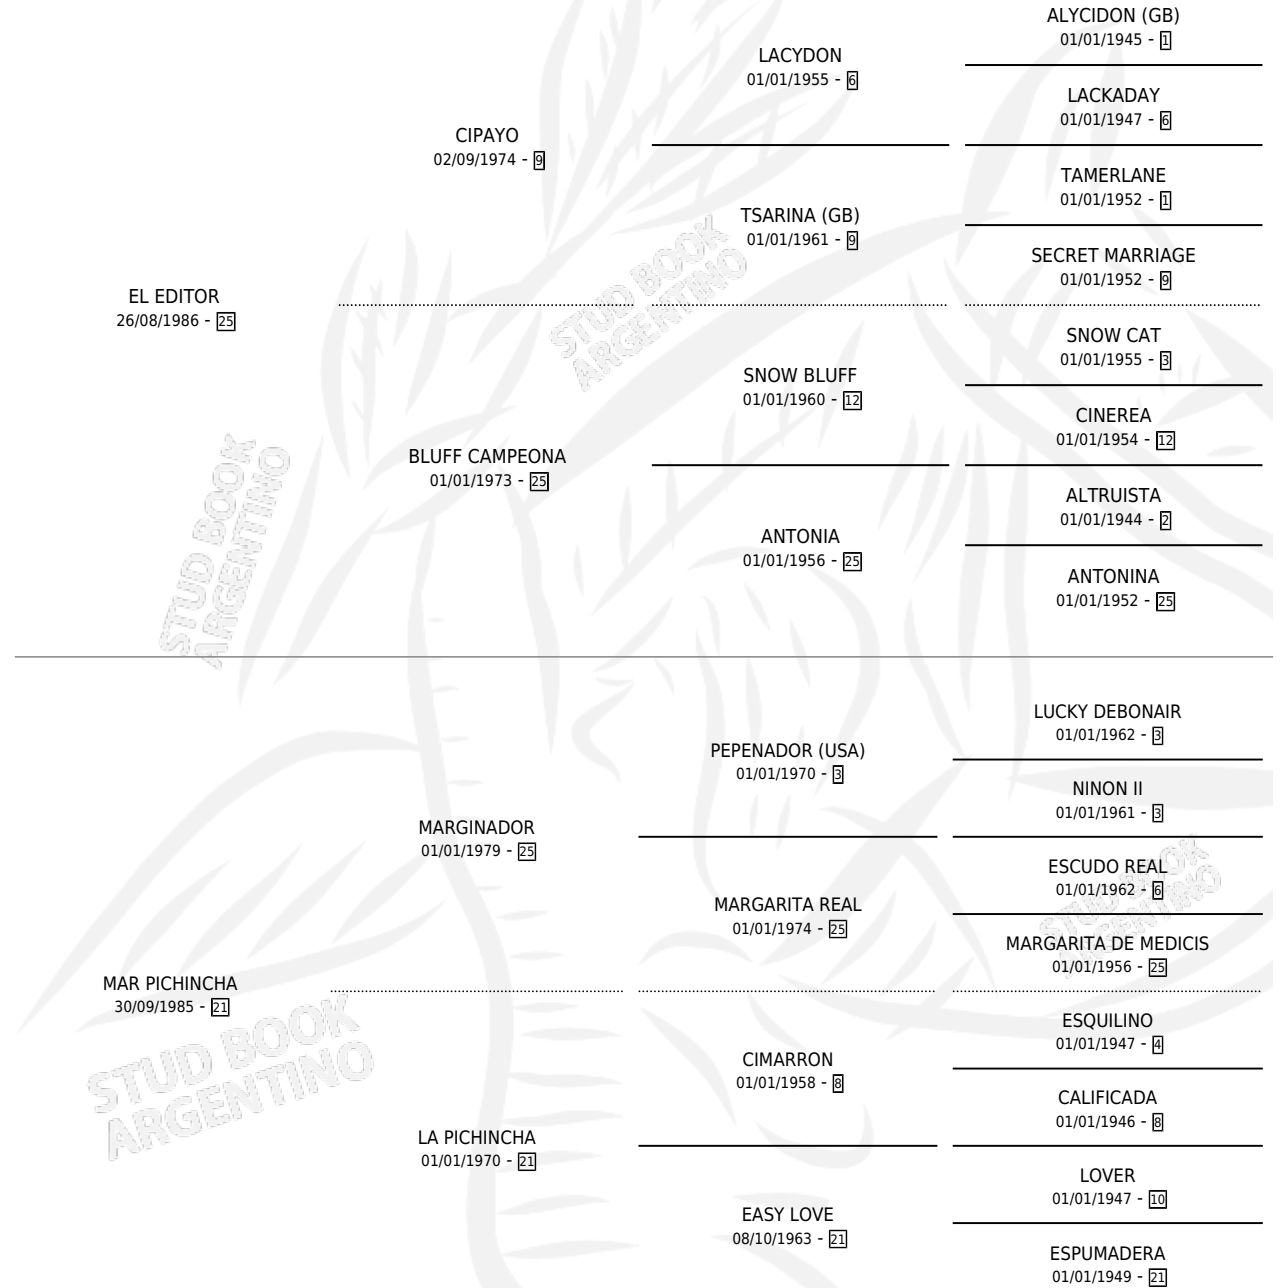 ALYCIDON (GB)
01/01/1945 - 1
LACYDON
01/01/1955 - 6
LACKADAY
01/01/1947 - 6
CIPAYO
02/09/1974 - 9
TAMERLANE
01/01/1952 - 1
TSARINA (GB)
01/01/1961 - 9
SECRET MARRIAGE
01/01/1952 - 9
EL EDITOR
26/08/1986 - 25
SNOW CAT
01/01/1955 - 3
SNOW BLUFF
01/01/1960 - 12
CINEREA
01/01/1954 - 12
BLUFF CAMPEONA
01/01/1973 - 25
ALTRUISTA
01/01/1944 - 2
ANTONIA
01/01/1956 - 25
ANTONINA
01/01/1952 - 25
LUCKY DEBONAIR
01/01/1962 - 3
PEPENADOR (USA)
01/01/1970 - 3
NINON II
01/01/1961 - 3
MARGINADOR
01/01/1979 - 25
ESCUDO REAL
01/01/1962 - 6
MARGARITA REAL
01/01/1974 - 25
MARGARITA DE MEDICIS
01/01/1956 - 25
MAR PICHINCHA
30/09/1985 - 21
ESQUILINO
01/01/1947 - 4
CIMARRON
01/01/1958 - 8
CALIFICADA
01/01/1946 - 8
LA PICHINCHA
01/01/1970 - 21
LOVER
01/01/1947 - 10
EASY LOVE
08/10/1963 - 21
ESPUMADERA
01/01/1949 - 21
STUD BOOK
ARGENTINO
STUD BOOK
ARGENTINO
STUD BOOK
ARGENTINO
STUD BOOK
ARGENTINO